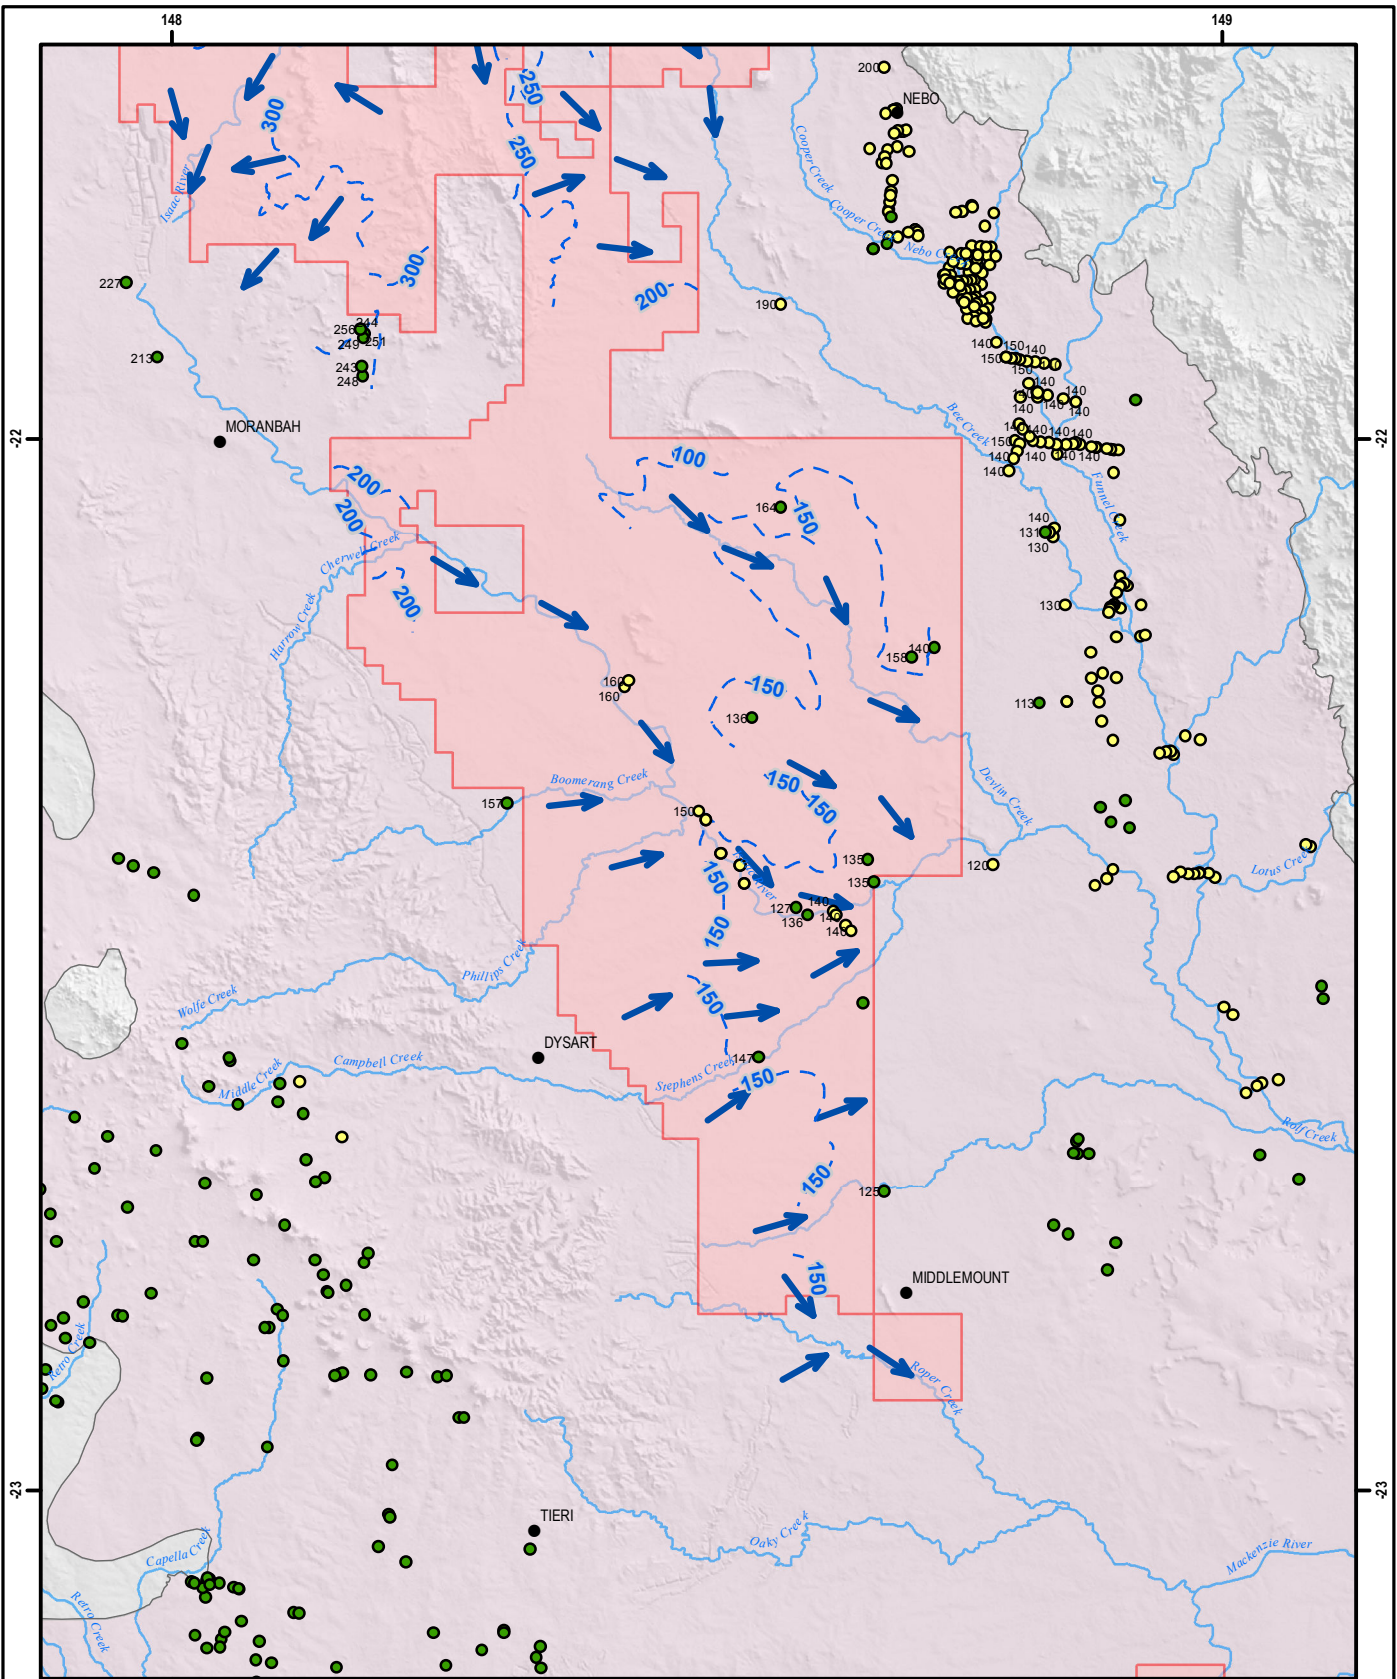 148
149
200
NEBO
250
300
250
Cooper Creek
Isaac River
Cooper Creek
Nebo C
300
227
200
190
244
256
251
249
213
243
248
140
150
150
140
150
140
140
140
140
140
140
MORANBAH
-22
-22
Bee Creek
140
140
150
140
140
140
140
140
140
140
100
200
200
164
150
Funnel Creek
140
131
130
Cherwell Creek
200
130
Harrow Creek
140
158
160
160
150
136
113
Boomerang Creek
150
150
Devlin Creek
157
150
135
120
Lotus Creek
150
135
127
136
140
140
140
150
Phillips Creek
Wolfe Creek
150
DYSART
147
Campbell Creek
Middle Creek
Stephens Creek
150
Rolf Creek
150
125
150
MIDDLEMOUNT
Retro Creek
Roper Creek
-23
-23
TIERI
Oaky Creek
Capella Creek
Mackenzie River
Retro Creek